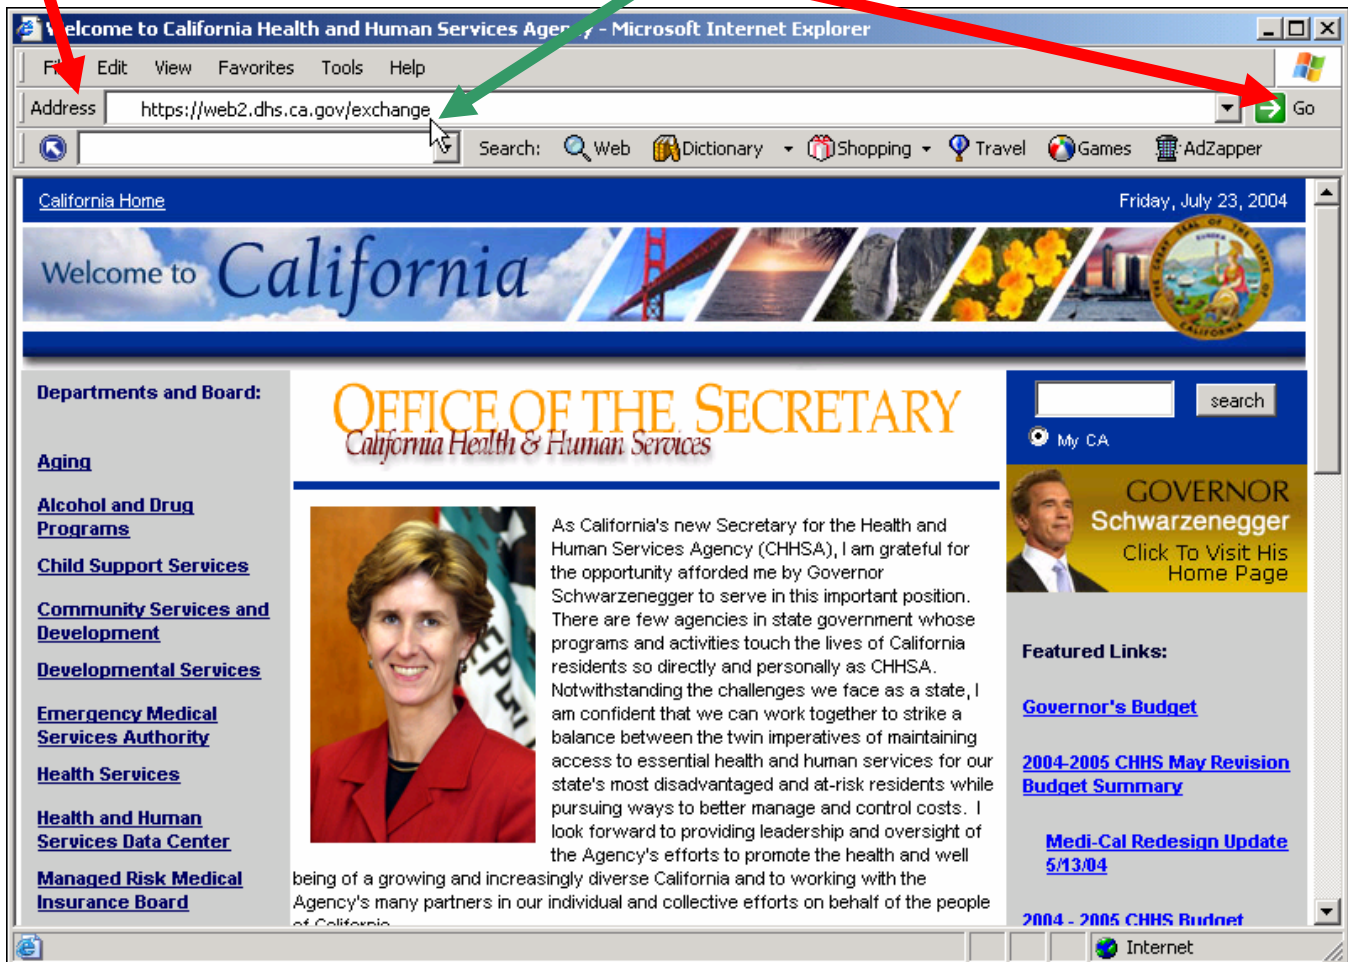 Welcome to California Health and Human Services Agency - Microsoft Internet Explorer
File Edit View Favorites Tools Help
Address https://web2.dhs.ca.gov/exchange Go
Search: Web Dictionary Shopping Travel Games AdZapper
California Home Friday, July 23, 2004
Welcome to California
Departments and Board:
Aging
Alcohol and Drug
Programs
Child Support Services
Community Services and
Development
Developmental Services
Emergency Medical
Services Authority
Health Services
Health and Human
Services Data Center
Managed Risk Medical
Insurance Board
OFFICE OF THE SECRETARY
California Health & Human Services
As California's new Secretary for the Health and
Human Services Agency (CHHSA), I am grateful for
the opportunity afforded me by Governor
Schwarzenegger to serve in this important position.
There are few agencies in state government whose
programs and activities touch the lives of California
residents so directly and personally as CHHSA.
Notwithstanding the challenges we face as a state, I
am confident that we can work together to strike a
balance between the twin imperatives of maintaining
access to essential health and human services for our
state's most disadvantaged and at-risk residents while
pursuing ways to better manage and control costs. I
look forward to providing leadership and oversight of
the Agency's efforts to promote the health and well
being of a growing and increasingly diverse California and to working with the
Agency's many partners in our individual and collective efforts on behalf of the people
of California
search
My CA
GOVERNOR
Schwarzenegger
Click To Visit His
Home Page
Featured Links:
Governor's Budget
2004-2005 CHHS May Revision
Budget Summary
Medi-Cal Redesign Update
5/13/04
2004 - 2005 CHHS Budget
Internet